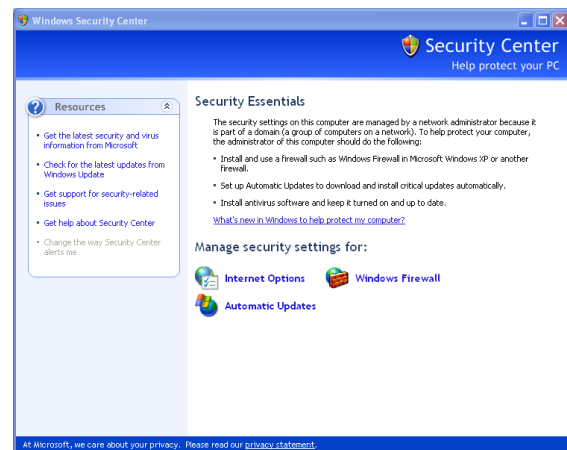 Windows Security Center
Security Center
Help protect your PC
Resources
Get the latest security and virus
information from Microsoft
Check for the latest updates from
Windows Update
Get support for security-related
issues
Get help about Security Center
Change the way Security Center
alerts me
Security Essentials
The security settings on this computer are managed by a network administrator because it
is part of a domain (a group of computers on a network). To help protect your computer,
the administrator of this computer should do the following:
• Install and use a firewall such as Windows Firewall in Microsoft Windows XP or another
firewall.
• Set up Automatic Updates to download and install critical updates automatically.
• Install antivirus software and keep it turned on and up to date.
What's new in Windows to help protect my computer?
Manage security settings for:
Internet Options
Windows Firewall
Automatic Updates
At Microsoft, we care about your privacy. Please read our privacy statement.